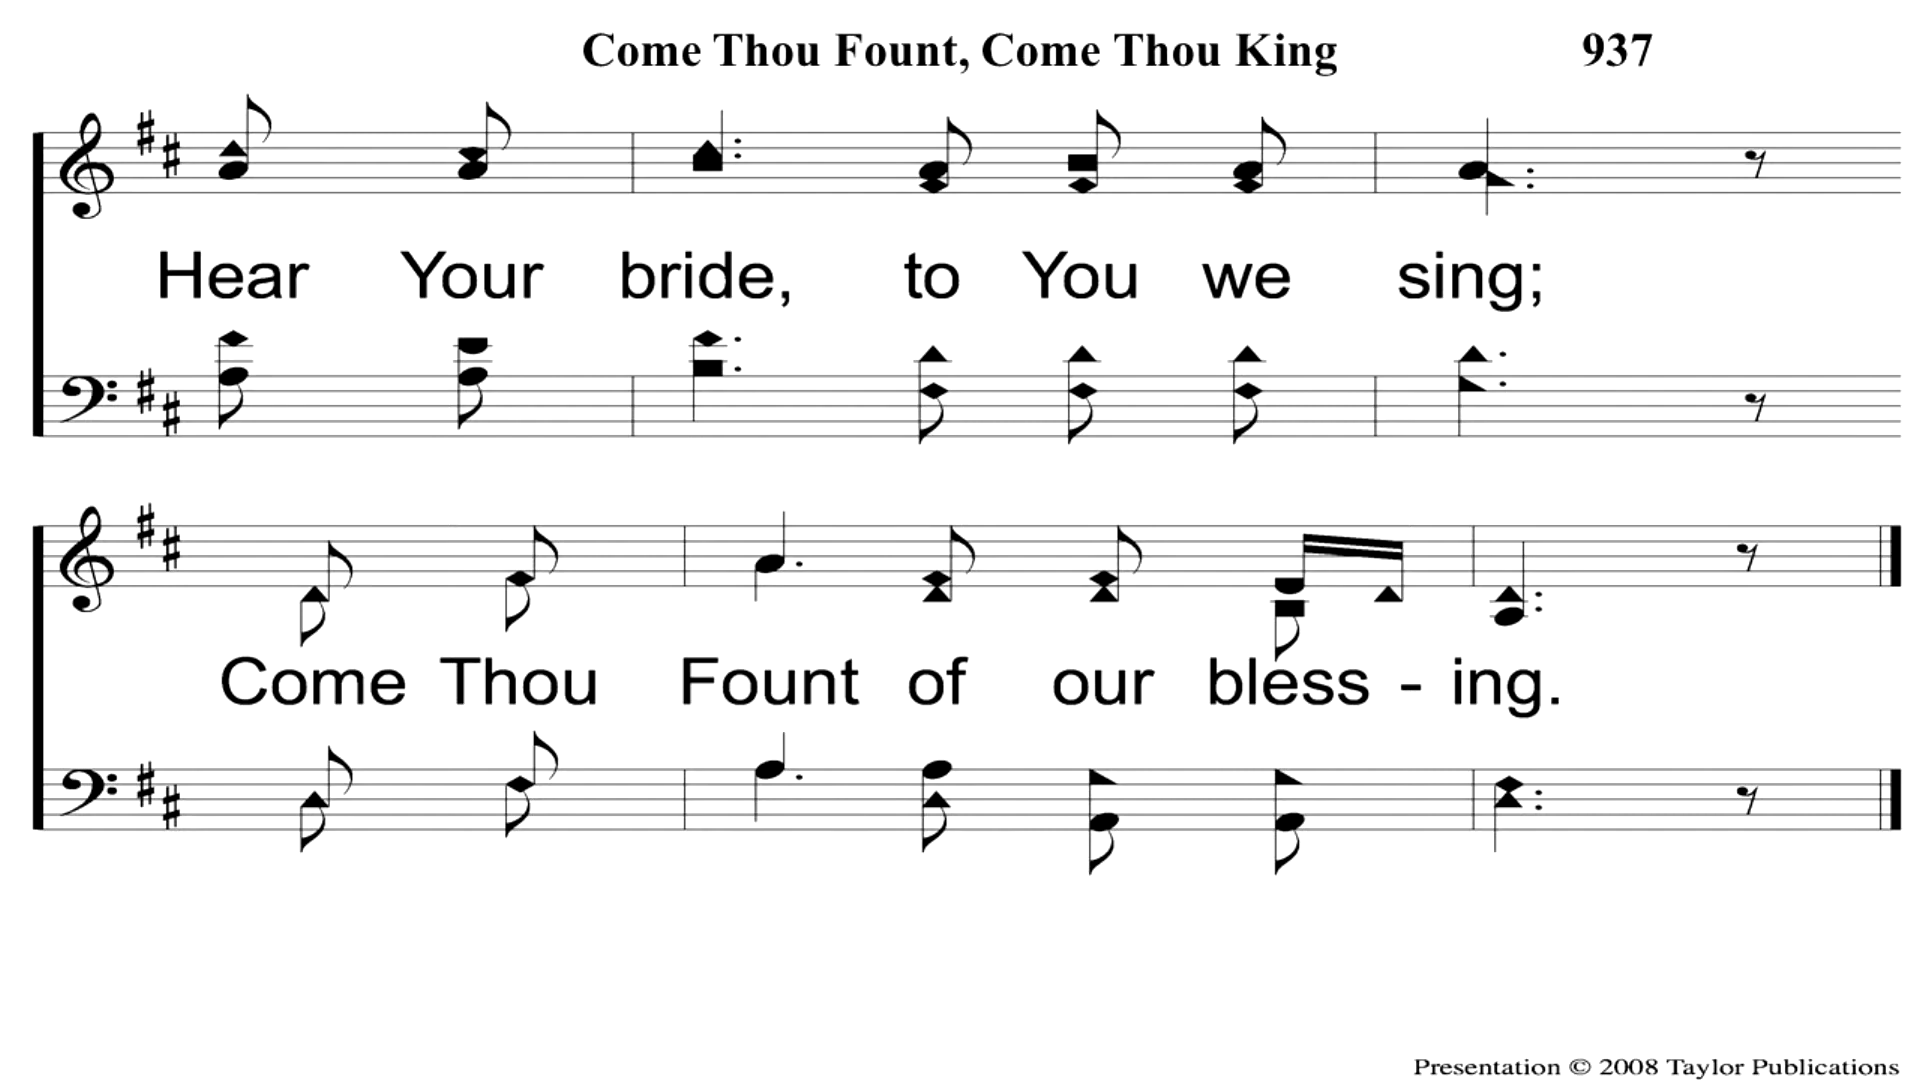 Come Thou Fount, Come Thou King 937
Hear Your bride, to You we sing;
Come Thou Fount of our bless - ing.
Presentation © 2008 Taylor Publications